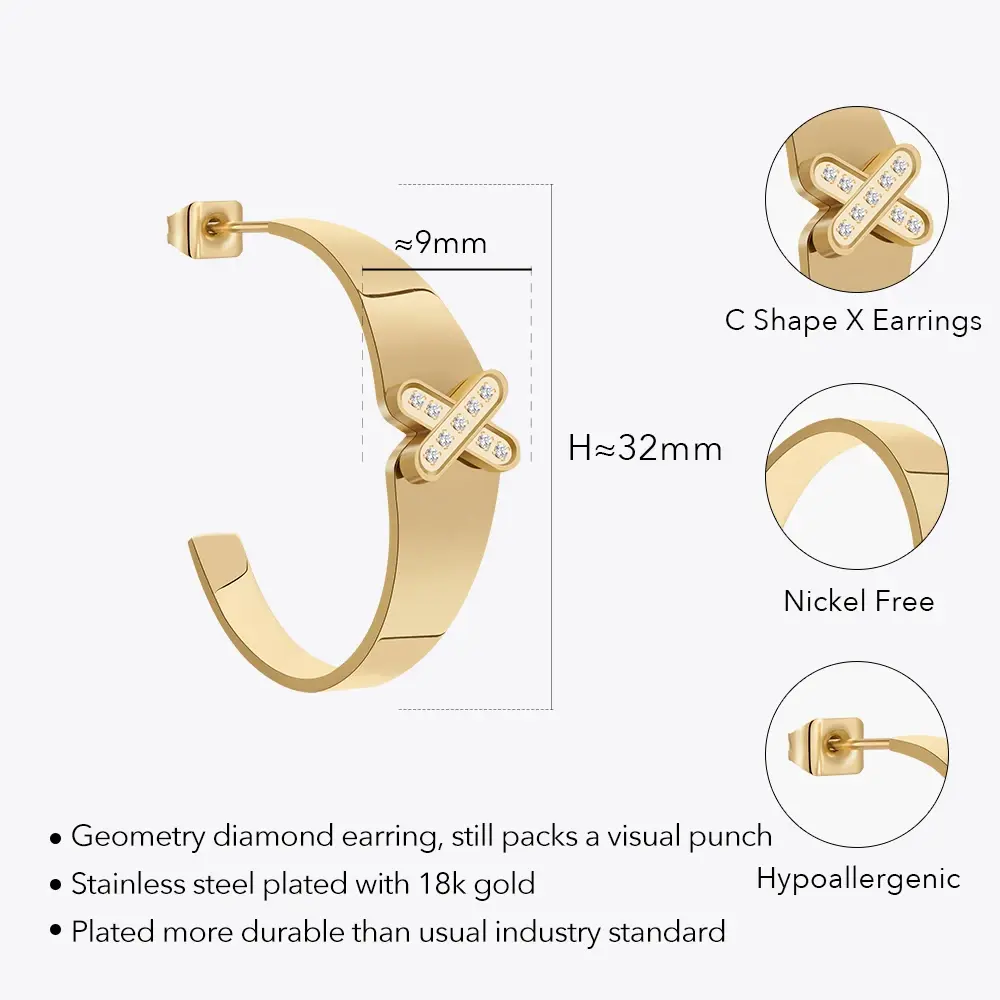 ≈9mm
C Shape X Earrings
H≈32mm
Nickel Free
Hypoallergenic
• Geometry diamond earring, still packs a visual punch
• Stainless steel plated with 18k gold
• Plated more durable than usual industry standard